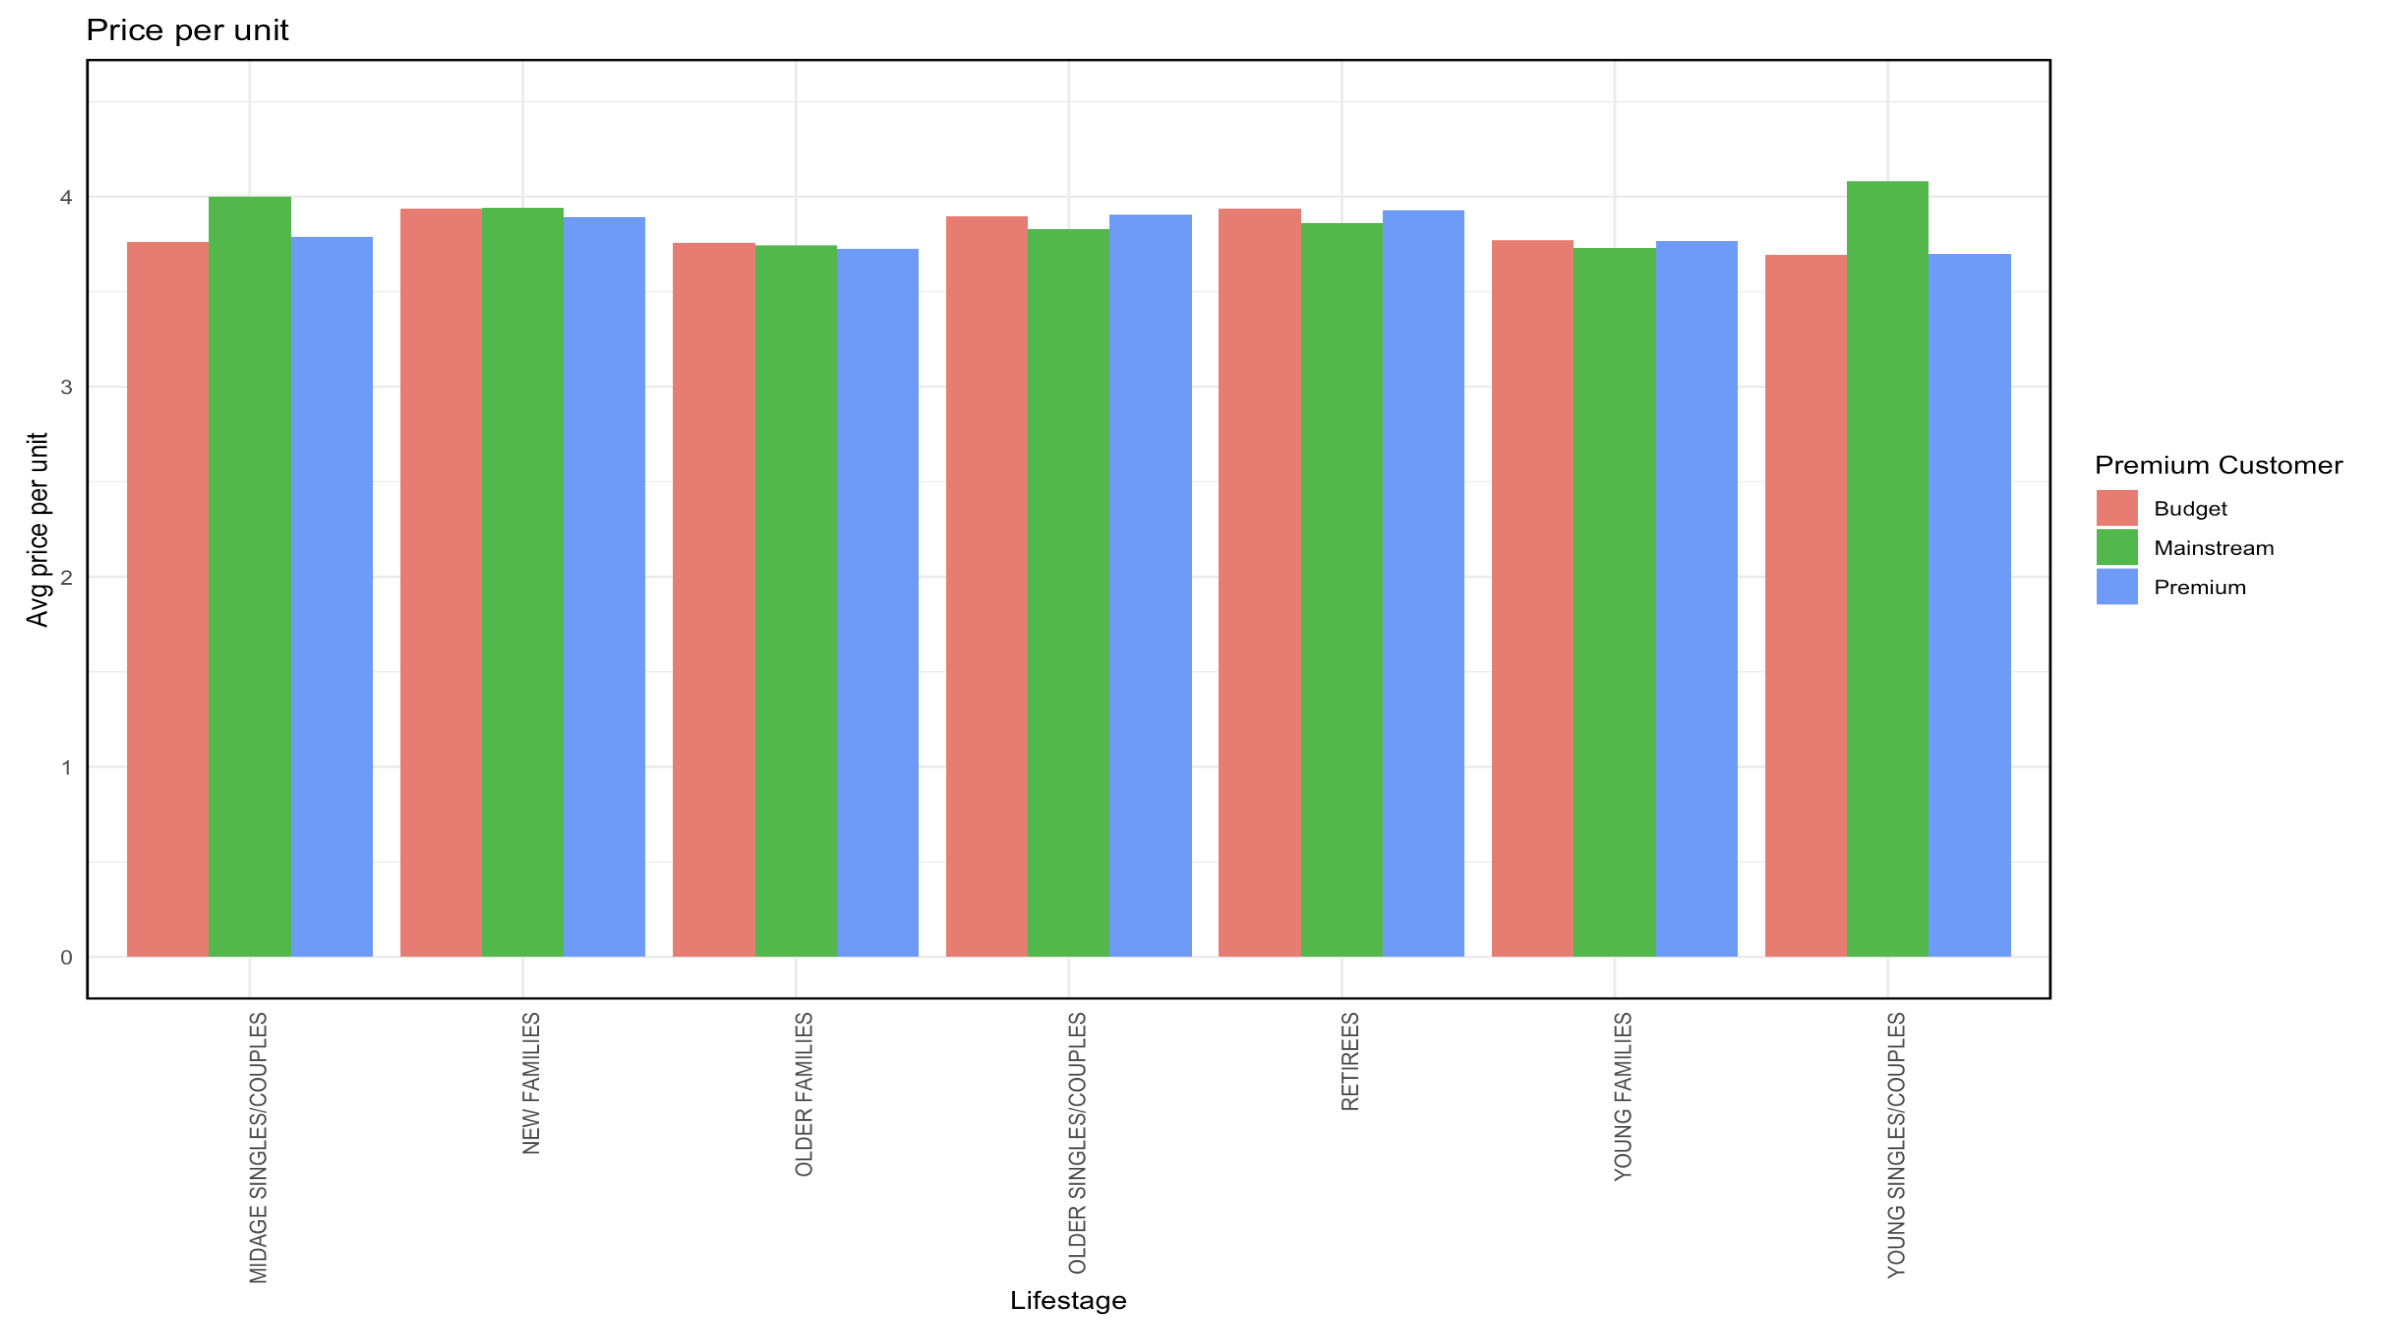 Price per unit
Avg price per unit
4
3
2
1
0
MIDAGE SINGLES/COUPLES
NEW FAMILIES
OLDER FAMILIES
OLDER SINGLES/COUPLES
RETIREES
YOUNG FAMILIES
YOUNG SINGLES/COUPLES
Lifestage
Premium Customer
Budget
Mainstream
Premium